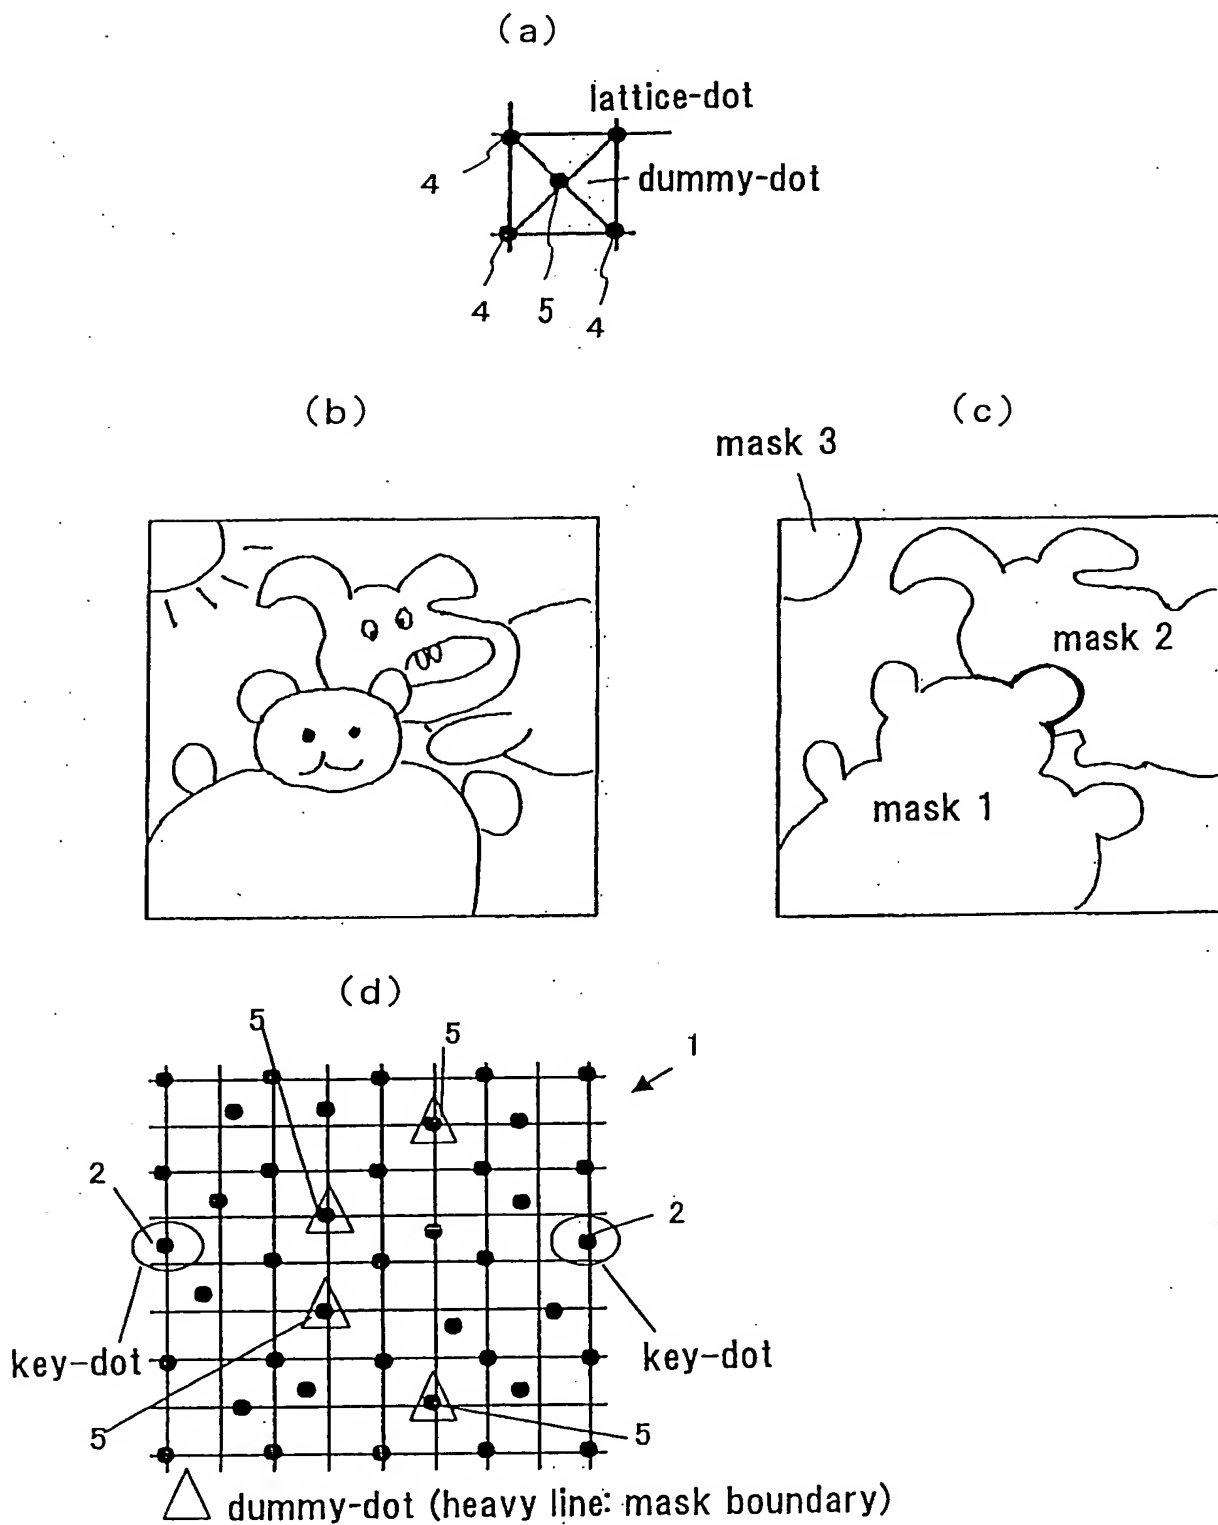 (a)
lattice-dot
4
dummy-dot
4
5
4
(b)
(c)
mask 3
mask 2
mask 1
(d)
5
5
1
2
2
key-dot
key-dot
5
5
dummy-dot (heavy line: mask boundary)